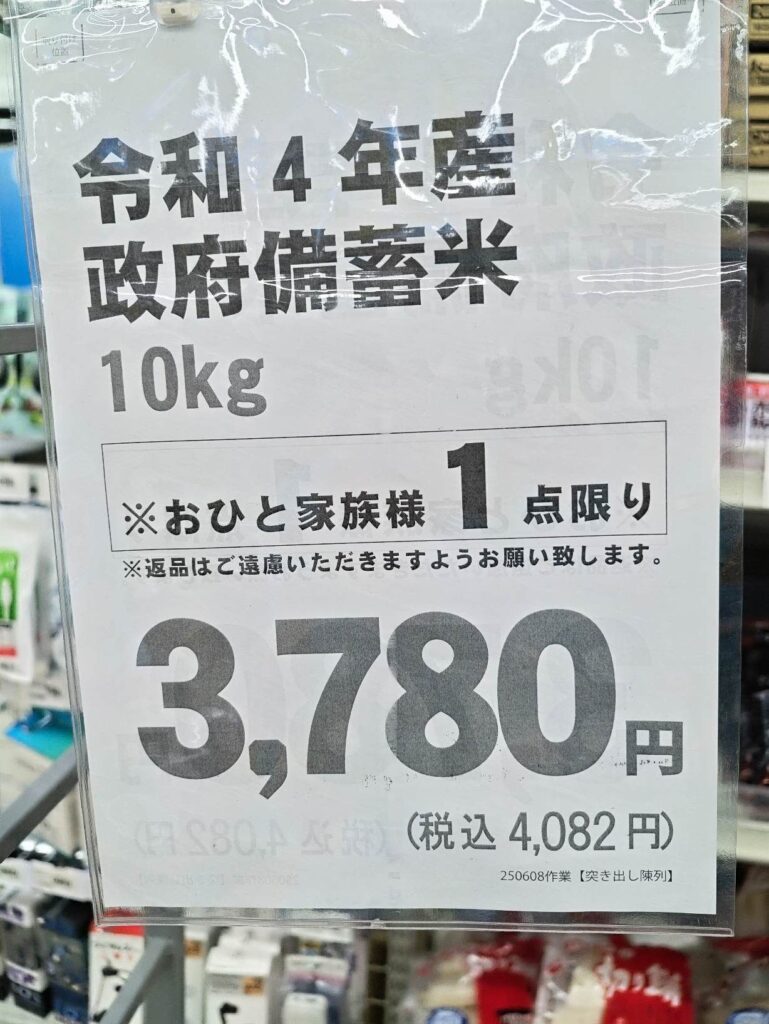 令和4年産
政府備蓄米
10kg
※おひと家族様1点限り
※返品はご遠慮いただきますようお願い致します。
3,780円
(税込 4,082円)
250608作業【突き出し陳列】